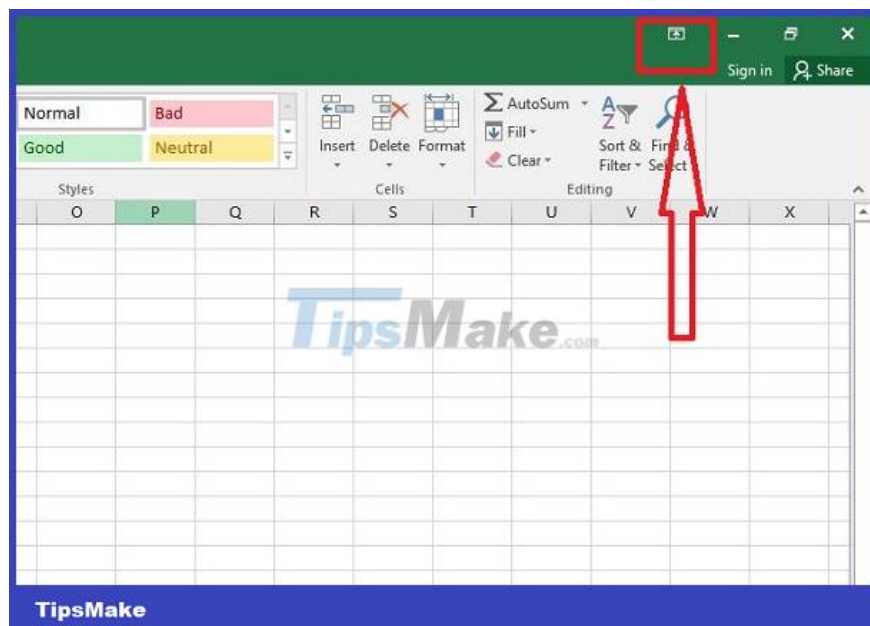 Sign in Share
Normal Bad
Good Neutral
Insert Delete Format
AutoSum
Fill
Clear
Sort & Find &
Filter Select
Styles Cells Editing
O P Q R S T U V W X
TipsMake.com
TipsMake